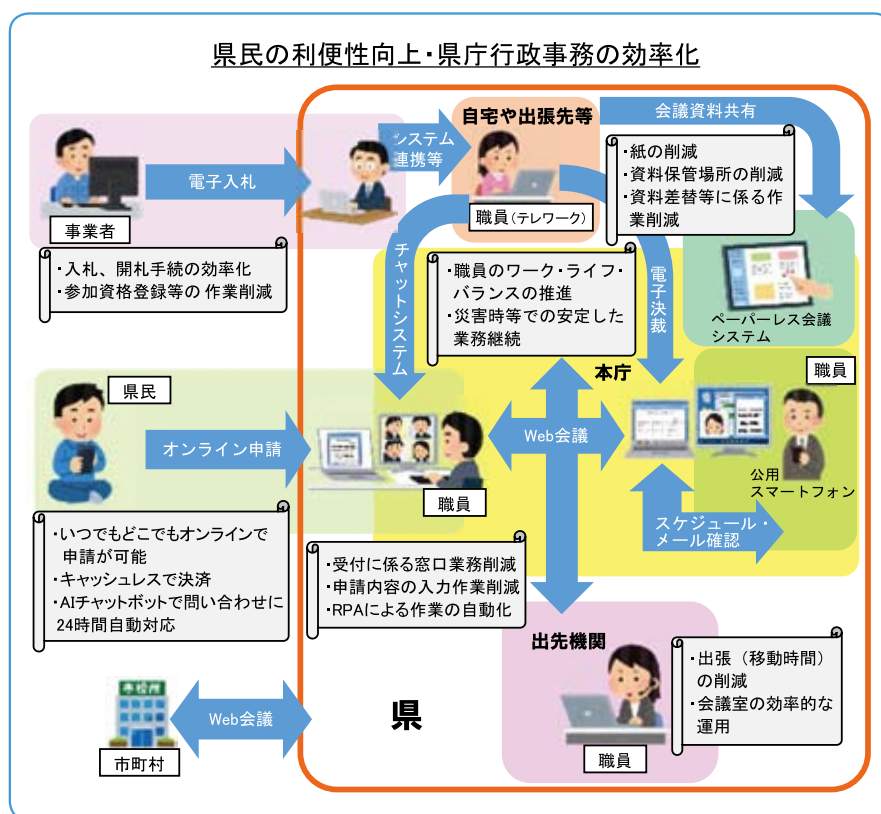 県民の利便性向上・県庁行政事務の効率化
自宅や出張先等
会議資料共有
システム
連携等
電子入札
・紙の削減
・資料保管場所の削減
・資料差替等に係る作
業削減
職員(テレワーク)
事業者
・入札、開札手続の効率化
・参加資格登録等の作業削減
チャットシステム
・職員のワーク・ライフ・
バランスの推進
・災害時等での安定した
業務継続
電子決裁
ペーパーレス会議
システム
本庁
職員
県民
オンライン申請
Web会議
職員
公用
スマートフォン
スケジュール・
メール確認
・いつでもどこでもオンラインで
申請が可能
・キャッシュレスで決済
・AIチャットボットで問い合わせに
24時間自動対応
・受付に係る窓口業務削減
・申請内容の入力作業削減
・RPAによる作業の自動化
出先機関
・出張(移動時間)
の削減
・会議室の効率的な
運用
職員
市役所
Web会議
市町村
県